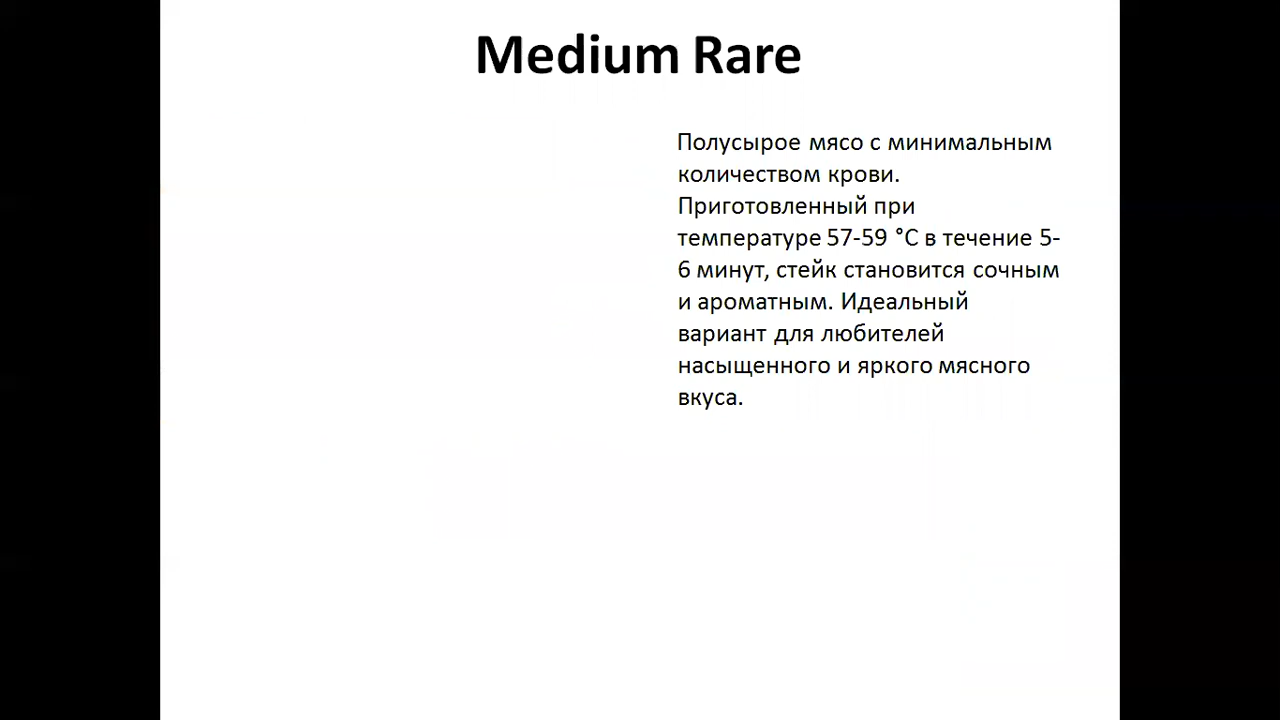 Medium Rare
Полусырое мясо с минимальным
количеством крови.
Приготовленный при
температуре 57-59 °C в течение 5-
6 минут, стейк становится сочным
и ароматным. Идеальный
вариант для любителей
насыщенного и яркого мясного
вкуса.